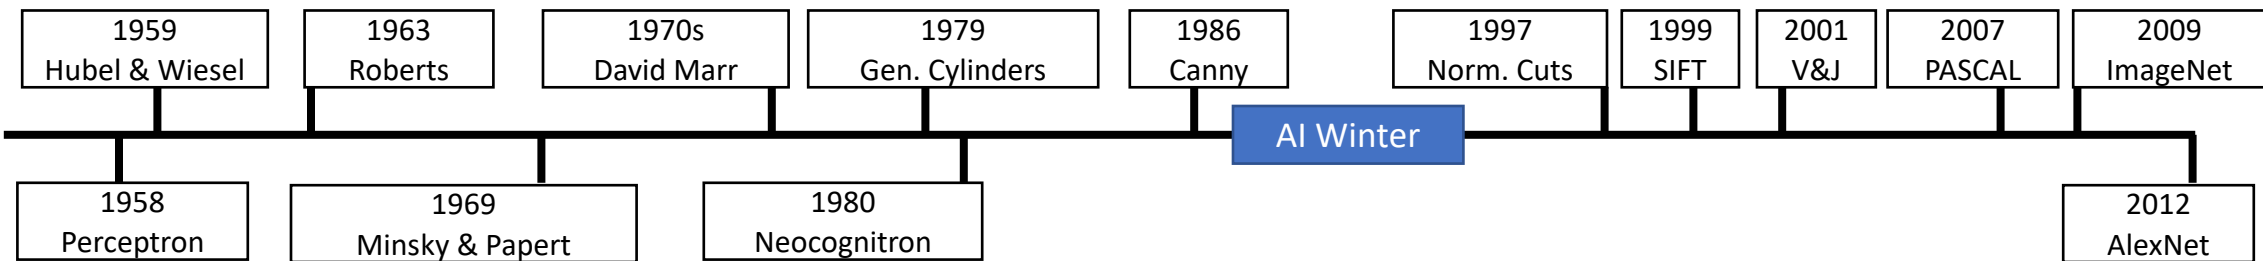 1959
Hubel & Wiesel
1963
Roberts
1970s
David Marr
1979
Gen. Cylinders
1986
Canny
1997
Norm. Cuts
1999
SIFT
2001
V&J
2007
PASCAL
2009
ImageNet
AI Winter
1958
Perceptron
1969
Minsky & Papert
1980
Neocognitron
2012
AlexNet